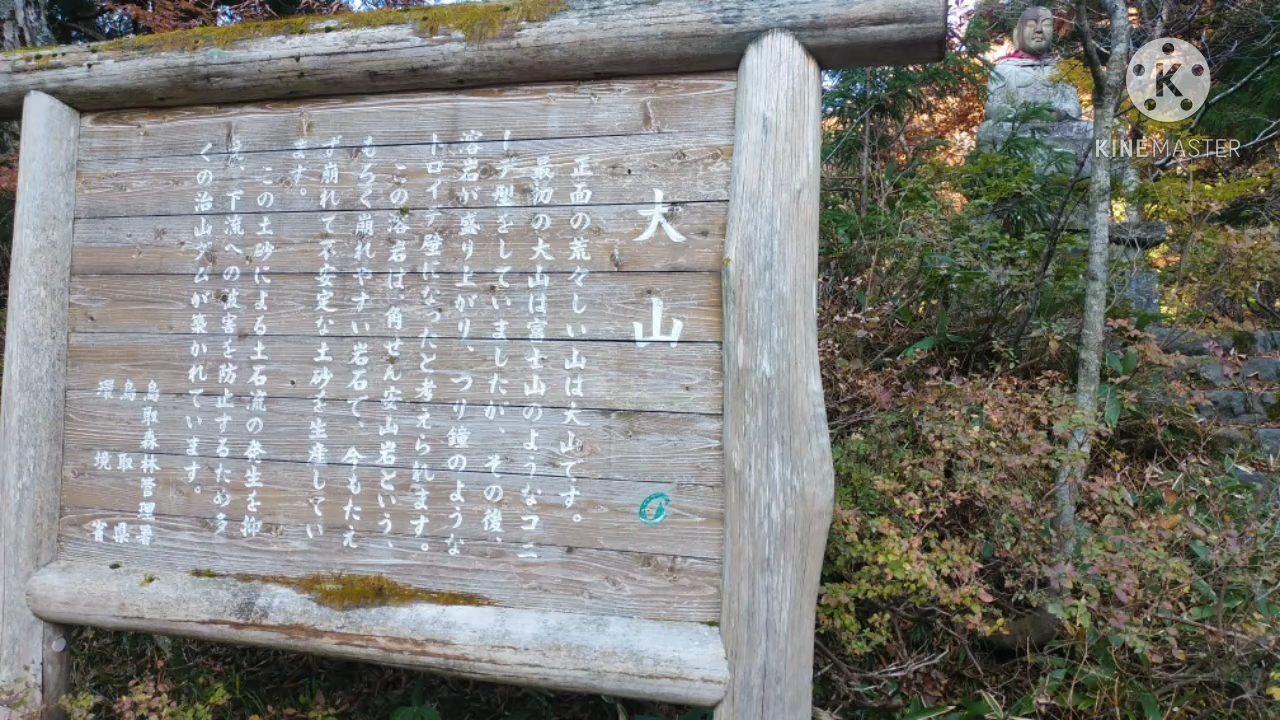 大山
正面の荒々しい山は大山です。
最初の大山は富士山のようなコニ
ーデ型をしていましたが、その後、
溶岩が盛り上がり、つり鐘のような
トロイデ壁になったと考えられます。
この溶岩は、角せん安山岩という、
もろく崩れやすい岩石で、今もたえ
ず崩れて不安定な土砂を生産してい
ます。
この土砂による土石流の発生を抑
え、下流への波害を防止するため多
くの治山ダムが築かれています。
鳥取森林管理署
鳥取県
環境省
K
KINEMASTER